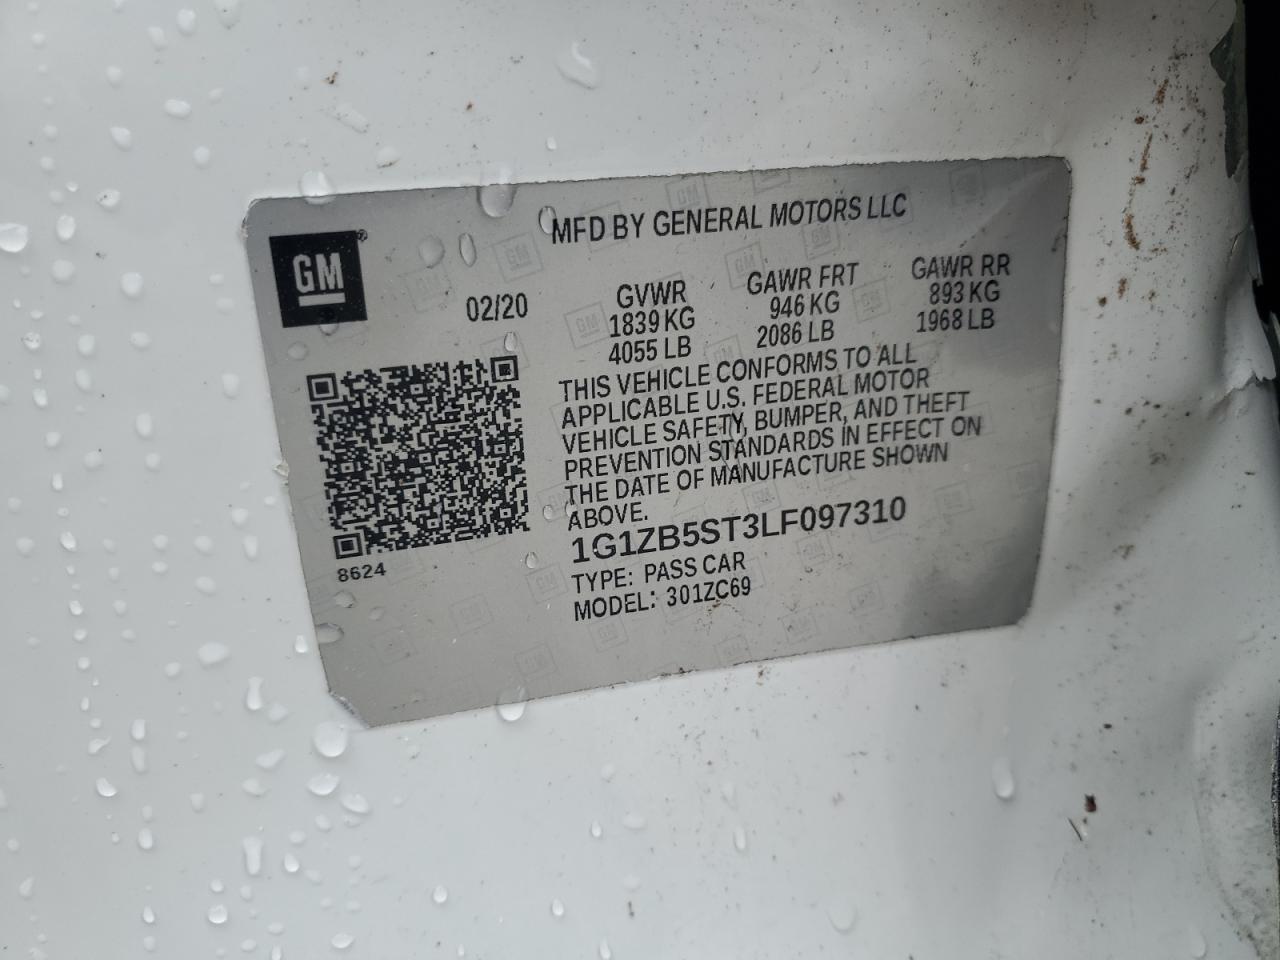 MFD BY GENERAL MOTORS LLC
GM
02/20
GVWR GAWR FRT GAWR RR
1839 KG 946 KG 893 KG
4055 LB 2086 LB 1968 LB
THIS VEHICLE CONFORMS TO ALL
APPLICABLE U.S. FEDERAL MOTOR
VEHICLE SAFETY, BUMPER, AND THEFT
PREVENTION STANDARDS IN EFFECT ON
THE DATE OF MANUFACTURE SHOWN
ABOVE.
1G1ZB5ST3LF097310
8624
TYPE: PASS CAR
MODEL: 301ZC69